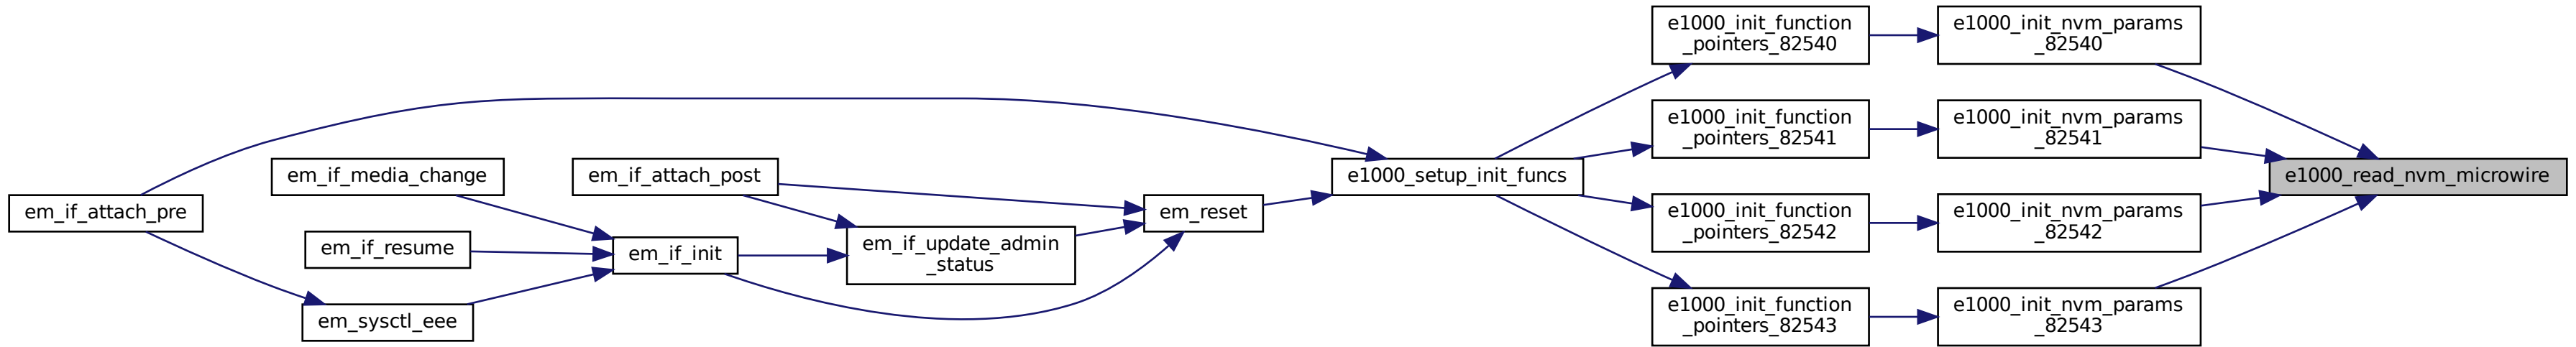 em_if_attach_pre
em_if_media_change
em_if_resume
em_sysctl_eee
em_if_attach_post
em_if_init
em_if_update_admin
_status
em_reset
e1000_setup_init_funcs
e1000_init_function
_pointers_82540
e1000_init_function
_pointers_82541
e1000_init_function
_pointers_82542
e1000_init_function
_pointers_82543
e1000_init_nvm_params
_82540
e1000_init_nvm_params
_82541
e1000_init_nvm_params
_82542
e1000_init_nvm_params
_82543
e1000_read_nvm_microwire